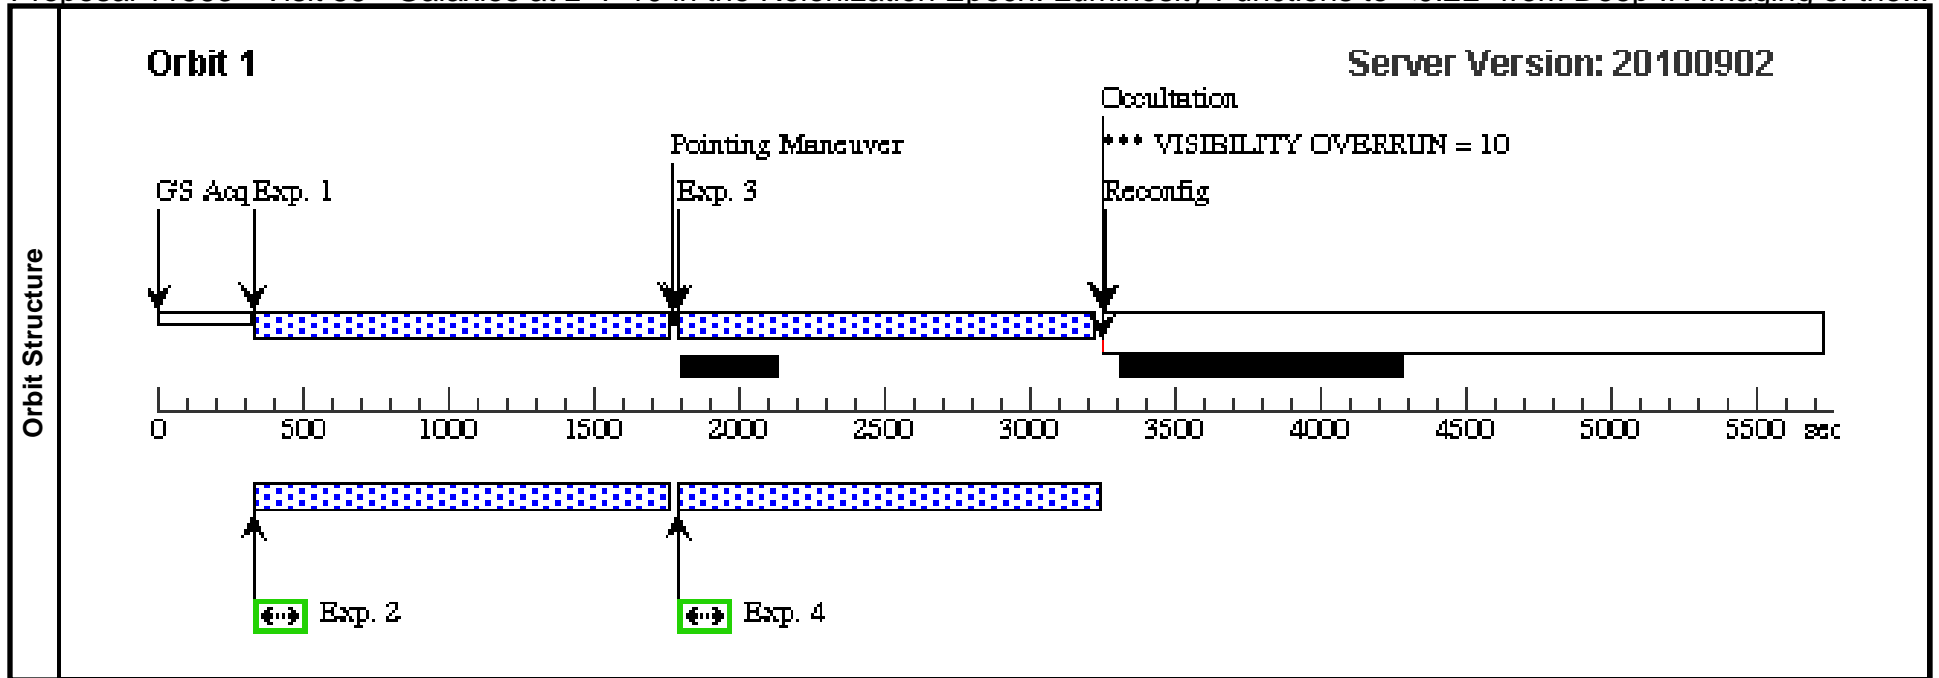 Orbit 1
Server Version: 20100902
Occultation
Pointing Maneuver
*** VISIBILITY OVERRUN = 10
GS Acq
Exp. 1
Exp. 3
Reconfig
Orbit Structure
0 500 1000 1500 2000 2500 3000 3500 4000 4500 5000 5500 sec
Exp. 2
Exp. 4